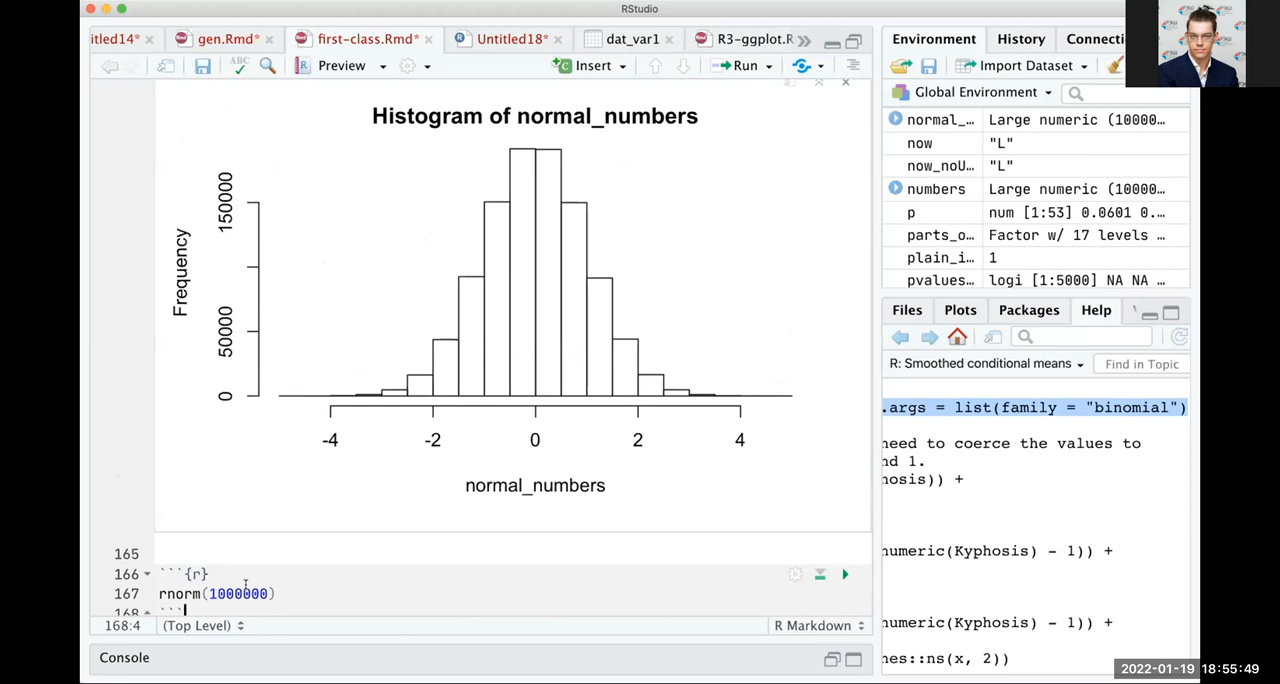 RStudio
itled14* ×
gen.Rmd* ×
first-class.Rmd* ×
Untitled18* ×
dat_var1 ×
R3-ggplot.R
ABC
Preview
Insert
Run
Histogram of normal_numbers
Frequency
150000
50000
0
-4 -2 0 2 4
normal_numbers
165
166 ```{r}
167 rnorm(1000000)
168 ```
168:4 (Top Level) R Markdown
Console
Environment History Connecti
Import Dataset
Global Environment
normal_… Large numeric (10000…
now "L"
now_noU… "L"
numbers Large numeric (10000…
p num [1:53] 0.0601 0.…
parts_o… Factor w/ 17 levels …
plain_i… 1
pvalues… logi [1:5000] NA NA …
Files Plots Packages Help
R: Smoothed conditional means Find in Topic
.args = list(family = "binomial")
need to coerce the values to
nd 1.
nosis)) +
numeric(Kyphosis) - 1)) +
numeric(Kyphosis) - 1)) +
nes::ns(x, 2))
2022-01-19 18:55:49